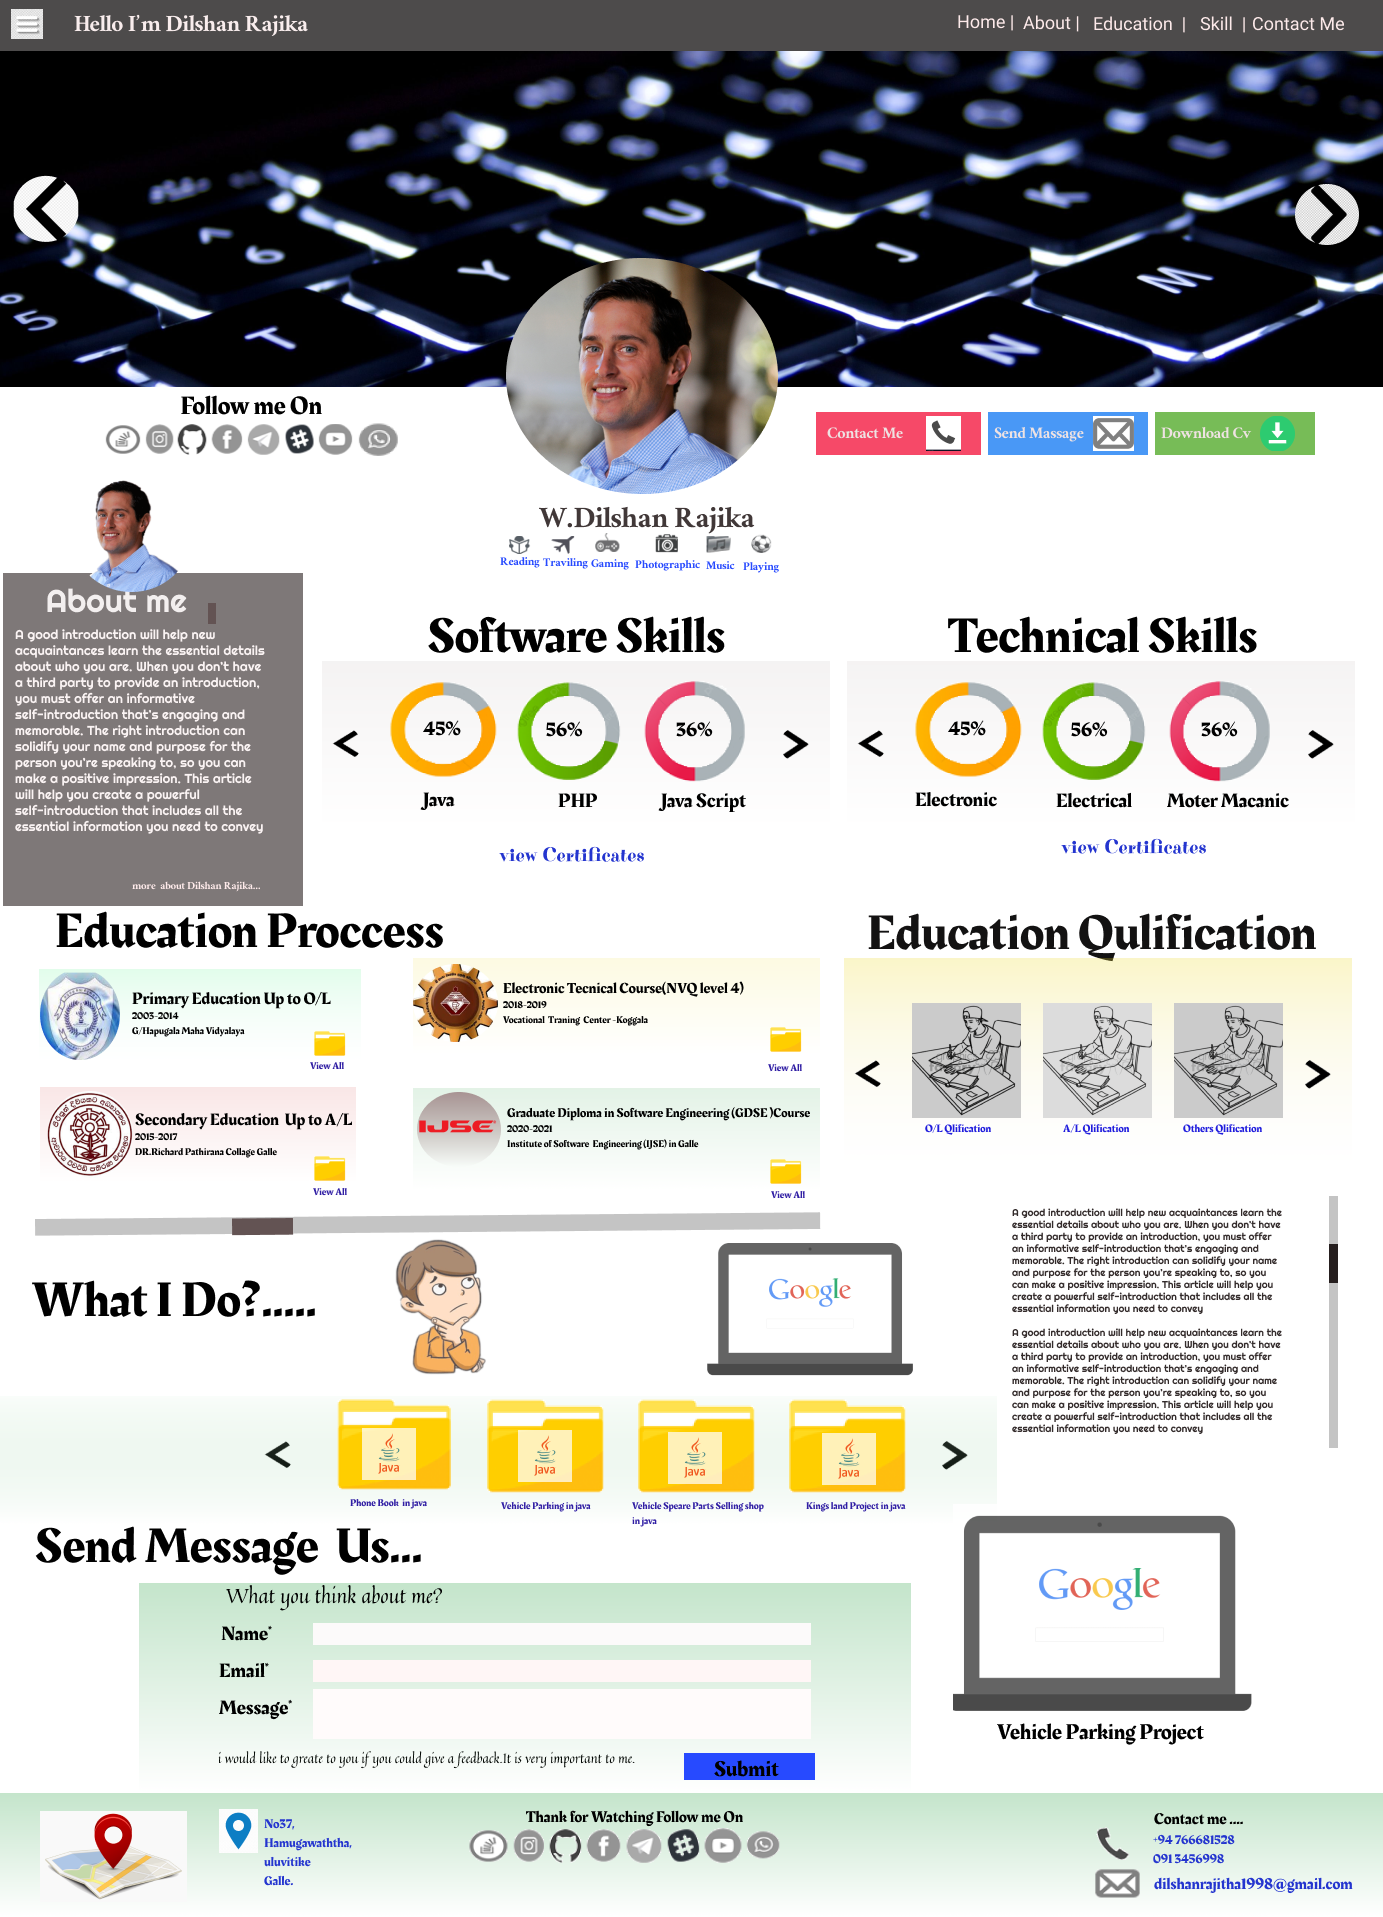 Hello I'm Dilshan Rajika
Home | About | Education | Skill | Contact Me
Follow me On
Contact Me
Send Massage
Download Cv
W.Dilshan Rajika
Reading Traviling Gaming Photographic Music Playing
About me
A good introduction will help new
acquaintances learn the essential details
about who you are. When you don't have
a third party to provide an introduction,
you must offer an informative
self-introduction that's engaging and
memorable. The right introduction can
solidify your name and purpose for the
person you're speaking to, so you can
make a positive impression. This article
will help you create a powerful
self-introduction that includes all the
essential information you need to convey
more about Dilshan Rajika...
Software Skills
45% 56% 36%
Java PHP Java Script
view Certificates
Technical Skills
45% 56% 36%
Electronic Electrical Moter Macanic
view Certificates
Education Proccess
Primary Education Up to O/L
2003-2014
G/Hapugala Maha Vidyalaya
View All
Electronic Tecnical Course(NVQ level 4)
2018-2019
Vocational Traning Center -Koggala
View All
Secondary Education Up to A/L
2015-2017
DR.Richard Pathirana Collage Galle
View All
IJSE
Graduate Diploma in Software Engineering (GDSE )Course
2020-2021
Institute of Software Engineering (IJSE) in Galle
View All
Education Qulification
O/L Qlification A/L Qlification Others Qlification
A good introduction will help new acquaintances learn the
essential details about who you are. When you don't have
a third party to provide an introduction, you must offer
an informative self-introduction that's engaging and
memorable. The right introduction can solidify your name
and purpose for the person you're speaking to, so you
can make a positive impression. This article will help you
create a powerful self-introduction that includes all the
essential information you need to convey
A good introduction will help new acquaintances learn the
essential details about who you are. When you don't have
a third party to provide an introduction, you must offer
an informative self-introduction that's engaging and
memorable. The right introduction can solidify your name
and purpose for the person you're speaking to, so you
can make a positive impression. This article will help you
create a powerful self-introduction that includes all the
essential information you need to convey
What I Do?.....
Google
Java Java Java Java
Phone Book in java
Vehicle Parking in java
Vehicle Speare Parts Selling shop
in java
Kings land Project in java
Send Message Us...
What you think about me?
Name*
Email*
Message*
i would like to greate to you if you could give a feedback.It is very important to me.
Submit
Google
Vehicle Parking Project
No37,
Hamugawaththa,
uluvitike
Galle.
Thank for Watching Follow me On
Contact me ....
+94 766681528
091 3456998
dilshanrajitha1998@gmail.com